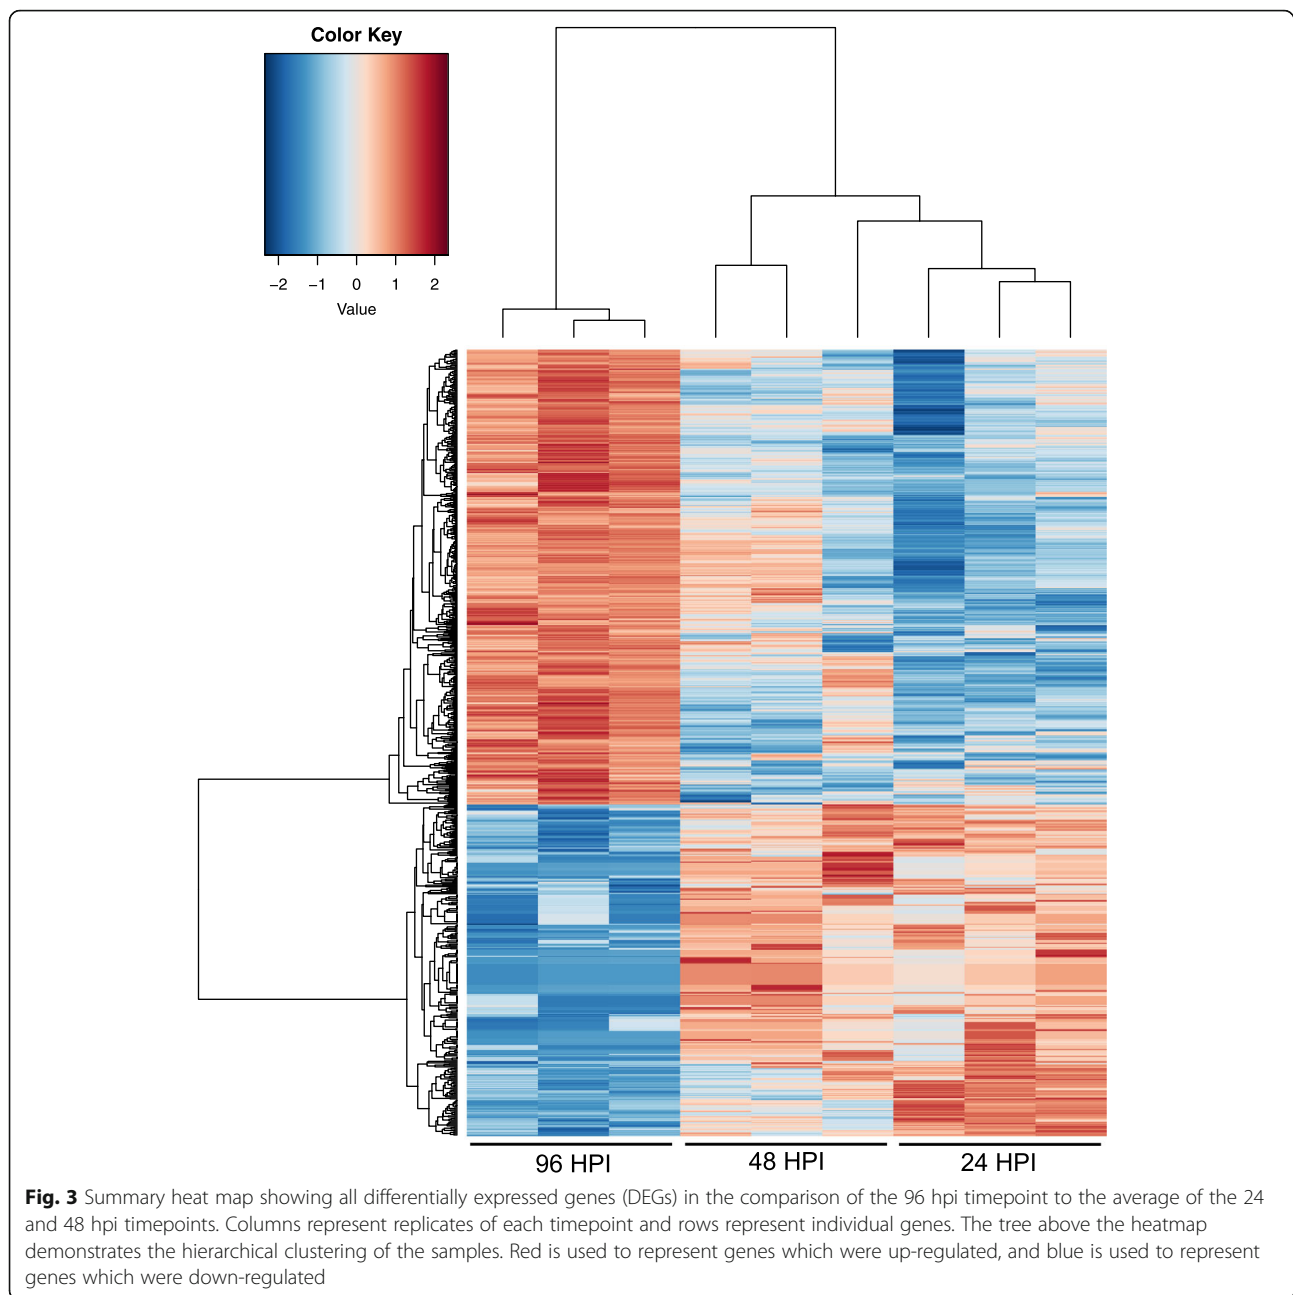 Color Key
−2 −1 0 1 2
Value
96 HPI 48 HPI 24 HPI
Fig. 3 Summary heat map showing all differentially expressed genes (DEGs) in the comparison of the 96 hpi timepoint to the average of the 24
and 48 hpi timepoints. Columns represent replicates of each timepoint and rows represent individual genes. The tree above the heatmap
demonstrates the hierarchical clustering of the samples. Red is used to represent genes which were up-regulated, and blue is used to represent
genes which were down-regulated